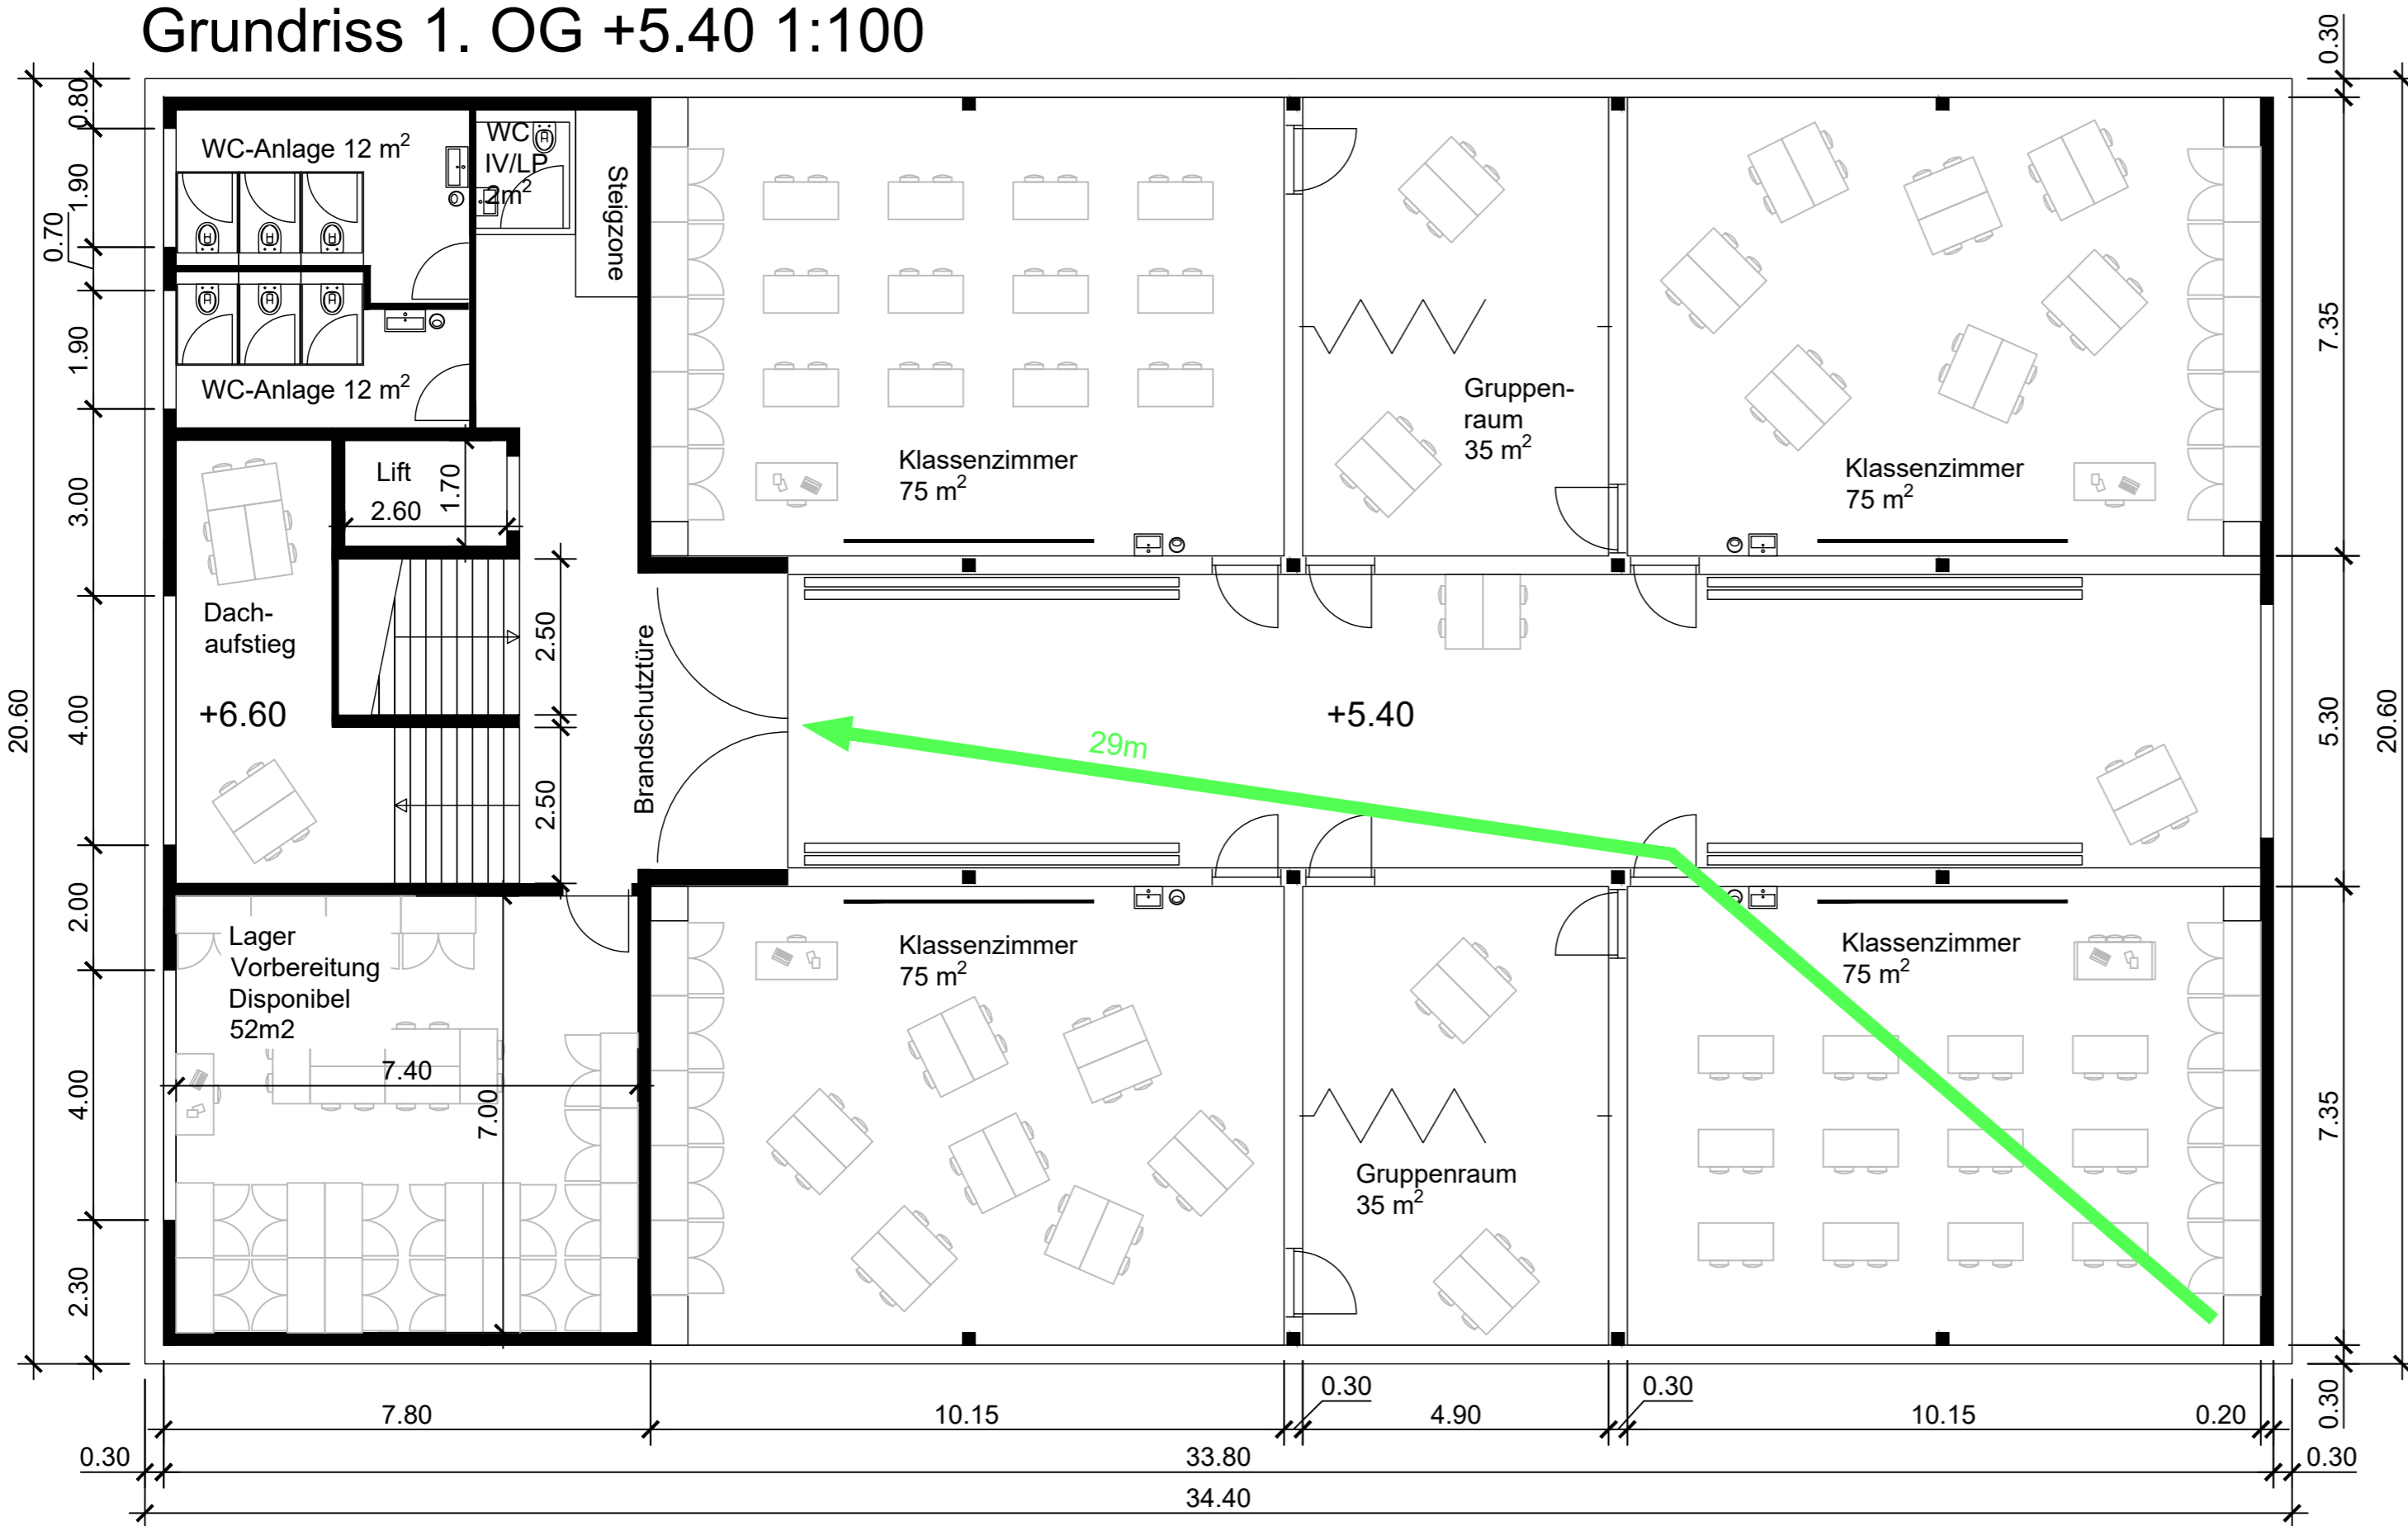 Grundriss 1. OG +5.40 1:100
0.30
0.80
1.90
0.70
1.90
3.00
4.00
2.00
4.00
2.30
20.60
WC-Anlage 12 m²
WC
IV/LP
2m²
Steigzone
WC-Anlage 12 m²
Lift
2.60
1.70
Dach-
aufstieg
+6.60
2.50
2.50
Brandschutztüre
Klassenzimmer
75 m²
Gruppen-
raum
35 m²
Klassenzimmer
75 m²
+5.40
29m
7.35
5.30
20.60
7.35
0.30
Lager
Vorbereitung
Disponibel
52m2
7.40
7.00
Klassenzimmer
75 m²
Gruppenraum
35 m²
Klassenzimmer
75 m²
0.30
0.30
7.80
10.15
4.90
10.15
0.20
0.30
33.80
0.30
34.40